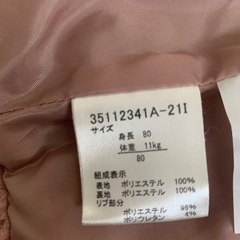 35112341A-21I
サイズ
身長 80
体重 11kg
80
組成表示
表地 ポリエステル 100%
裏地 ポリエステル 100%
リブ部分
ポリエステル 96%
ポリウレタン 4%